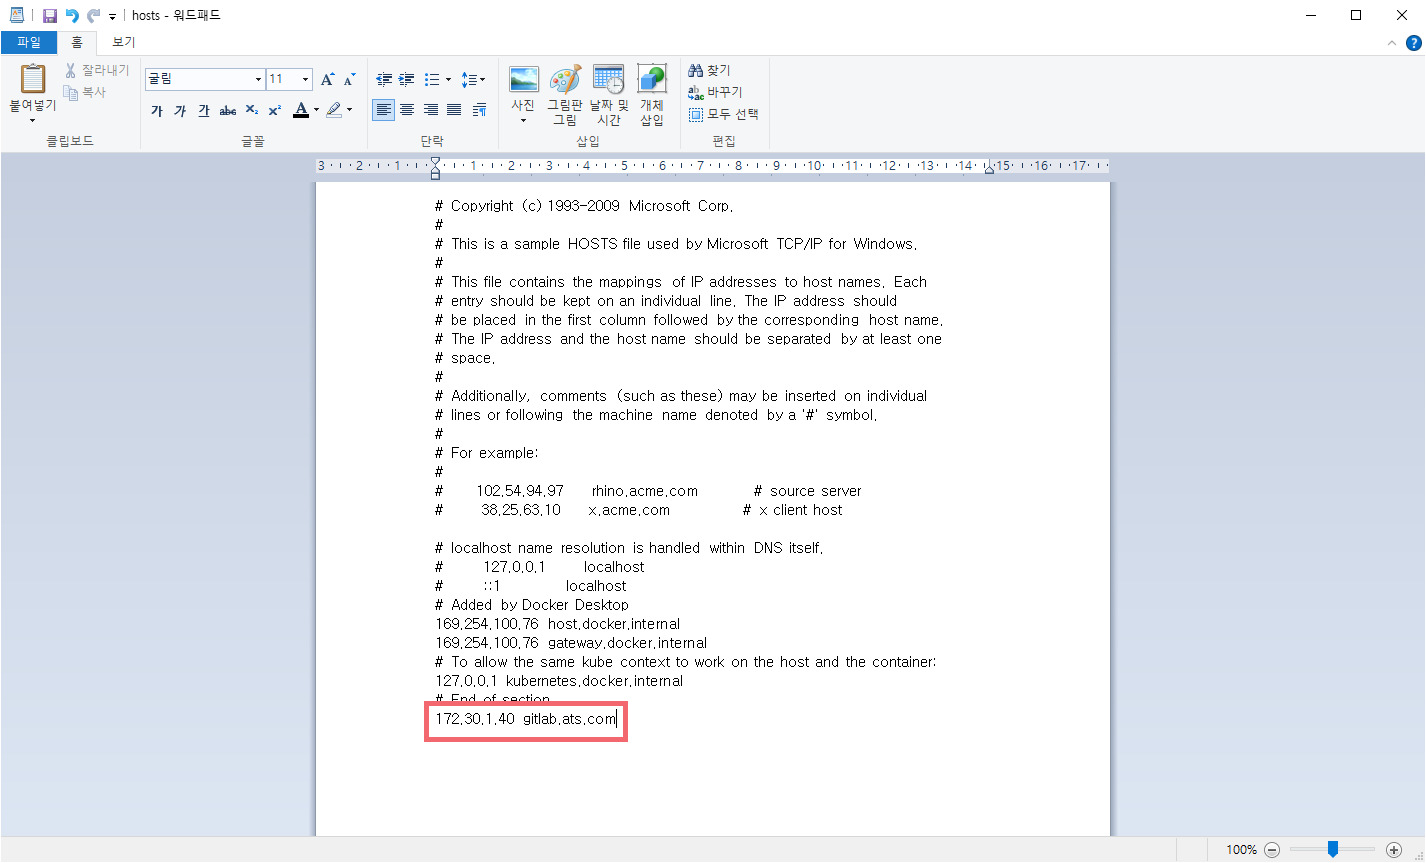 hosts - 워드패드
파일 홈 보기
붙여넣기
잘라내기
복사
클립보드
굴림 11
가 가 가 abc X₂ X² A
글꼴
단락
사진
그림판 그림
날짜 및 시간
개체 삽입
삽입
찾기
바꾸기
모두 선택
편집
3 2 1 1 2 3 4 5 6 7 8 9 10 11 12 13 14 15 16 17
# Copyright (c) 1993-2009 Microsoft Corp.
#
# This is a sample HOSTS file used by Microsoft TCP/IP for Windows.
#
# This file contains the mappings of IP addresses to host names. Each
# entry should be kept on an individual line. The IP address should
# be placed in the first column followed by the corresponding host name.
# The IP address and the host name should be separated by at least one
# space.
#
# Additionally, comments (such as these) may be inserted on individual
# lines or following the machine name denoted by a '#' symbol.
#
# For example:
#
# 102.54.94.97 rhino.acme.com # source server
# 38.25.63.10 x.acme.com # x client host
# localhost name resolution is handled within DNS itself.
# 127.0.0.1 localhost
# ::1 localhost
# Added by Docker Desktop
169.254.100.76 host.docker.internal
169.254.100.76 gateway.docker.internal
# To allow the same kube context to work on the host and the container:
127.0.0.1 kubernetes.docker.internal
# End of section
172.30.1.40 gitlab.ats.com
100%